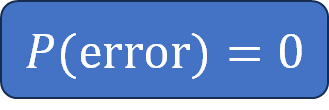 P(error) = 0